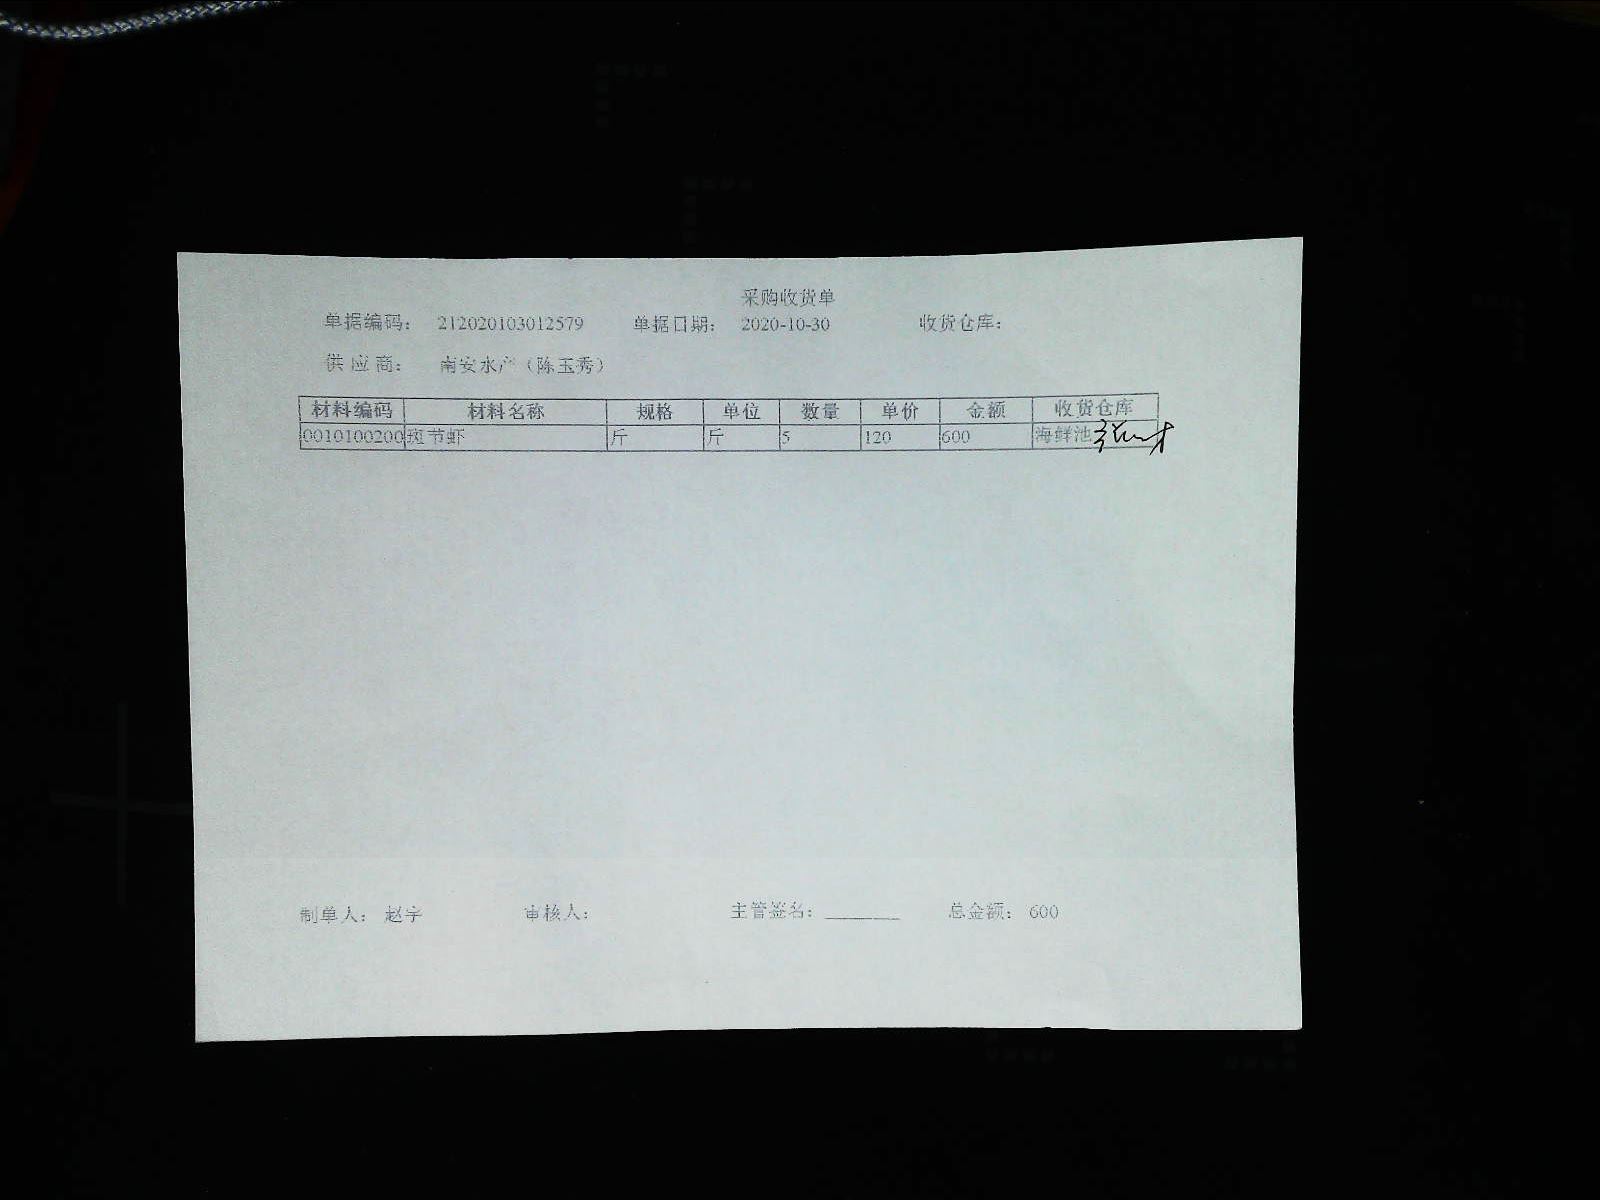 采购收货单
单据编码: 212020103012579 单据日期: 2020-10-30 收货仓库:
供应商: 南安水产(陈玉秀)
材料编码 材料名称 规格 单位 数量 单价 金额 收货仓库
0010100200 斑节虾 斤 斤 5 120 600 海鲜池
制单人: 赵宇 审核人: 主管签名: ________ 总金额: 600